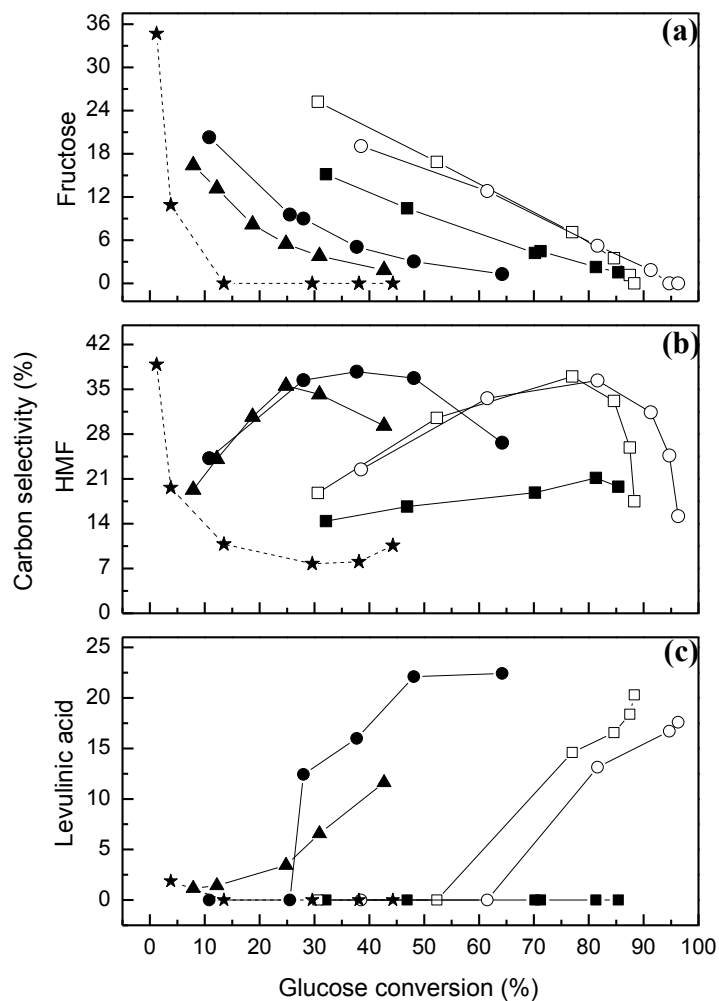 (a)
36
30
24
18
12
6
0
Fructose
(b)
42
35
28
21
14
7
0
Carbon selectivity (%)
HMF
(c)
25
20
15
10
5
0
Levulinic acid
0 10 20 30 40 50 60 70 80 90 100
Glucose conversion (%)